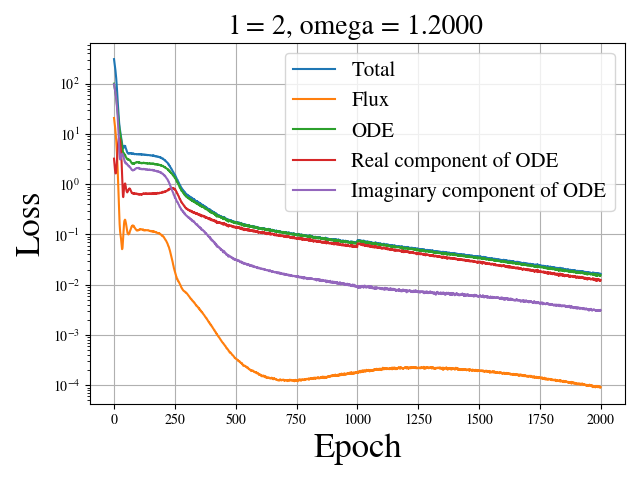 l = 2, omega = 1.2000
Total
Flux
ODE
Real component of ODE
Imaginary component of ODE
Loss
10²
10¹
10⁰
10⁻¹
10⁻²
10⁻³
10⁻⁴
0 250 500 750 1000 1250 1500 1750 2000
Epoch